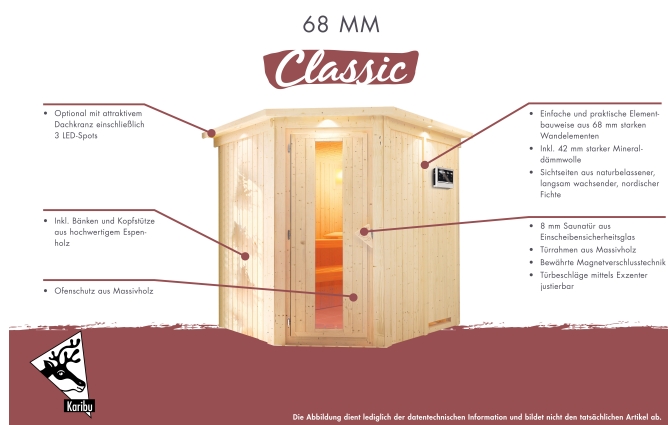 68 MM
Classic
• Optional mit attraktivem
Dachkranz einschließlich
3 LED-Spots
• Inkl. Bänken und Kopfstütze
aus hochwertigem Espen-
holz
• Ofenschutz aus Massivholz
• Einfache und praktische Element-
bauweise aus 68 mm starken
Wandelementen
• Inkl. 42 mm starker Mineral-
dämmwolle
• Sichtseiten aus naturbelassener,
langsam wachsender, nordischer
Fichte
• 8 mm Saunatür aus
Einscheibensicherheitsglas
• Türrahmen aus Massivholz
• Bewährte Magnetverschlusstechnik
• Türbeschläge mittels Exzenter
justierbar
Karibu
Die Abbildung dient lediglich der datentechnischen Information und bildet nicht den tatsächlichen Artikel ab.